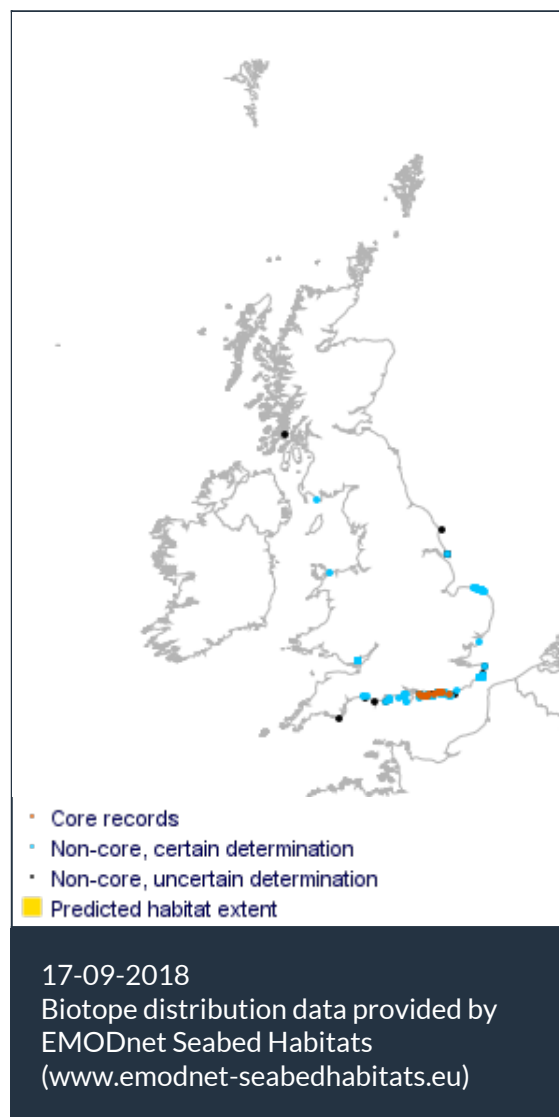 Core records
Non-core, certain determination
Non-core, uncertain determination
Predicted habitat extent
17-09-2018
Biotope distribution data provided by
EMODnet Seabed Habitats
(www.emodnet-seabedhabitats.eu)